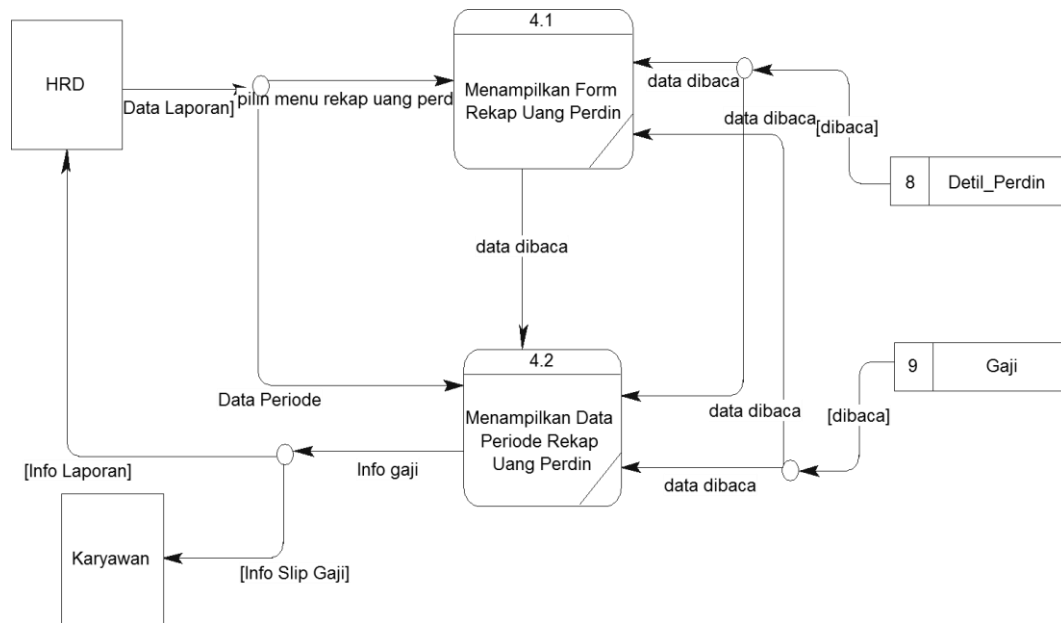 HRD
Data Laporan]
pilin menu rekap uang perd
4.1
Menampilkan Form
Rekap Uang Perdin
data dibaca
data dibaca
[dibaca]
8
Detil_Perdin
data dibaca
4.2
Menampilkan Data
Periode Rekap
Uang Perdin
Data Periode
data dibaca
data dibaca
[dibaca]
9
Gaji
Info gaji
[Info Laporan]
Karyawan
[Info Slip Gaji]